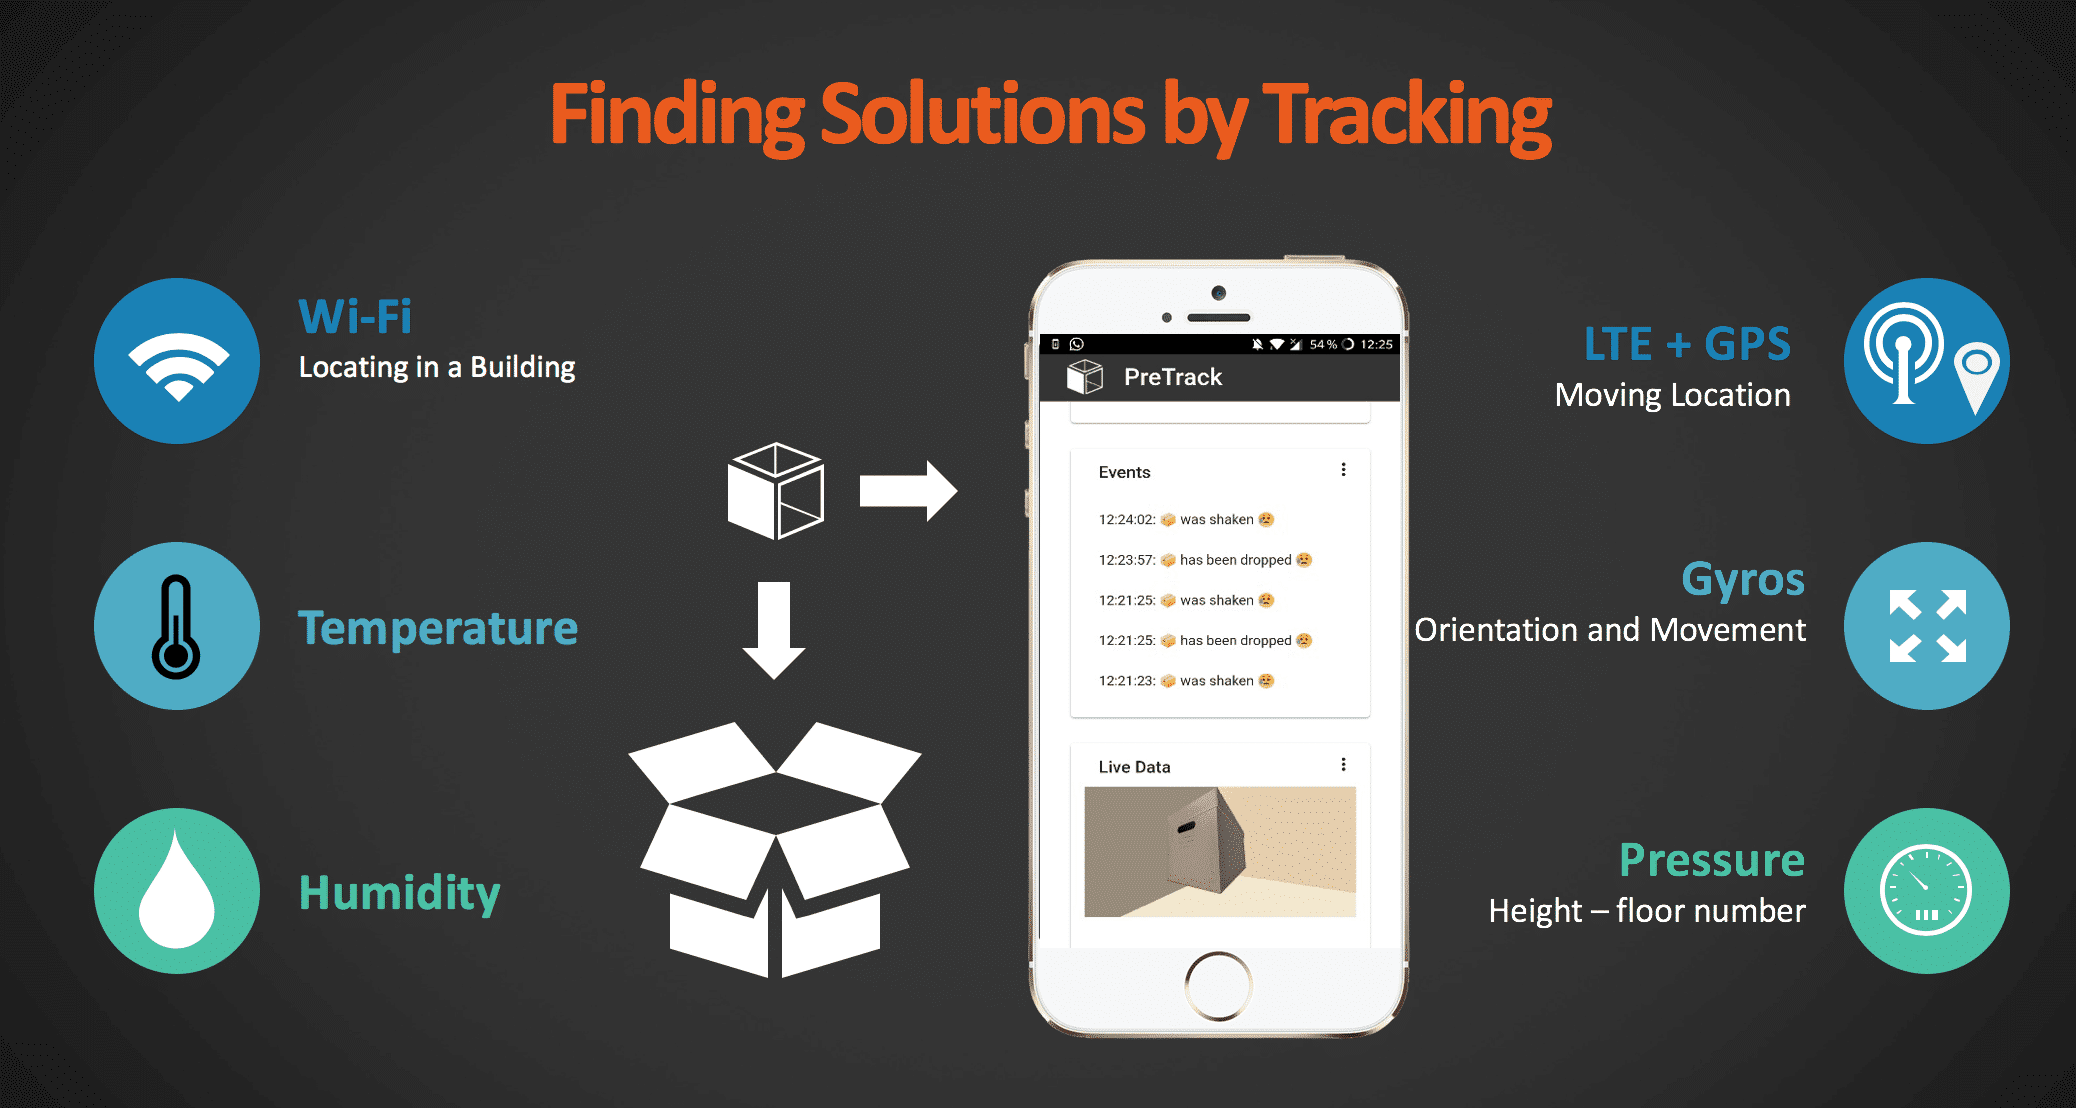 Finding Solutions by Tracking
Wi-Fi
Locating in a Building
Temperature
Humidity
54 % 12:25
PreTrack
Events
12:24:02: 📦 was shaken 😢
12:23:57: 📦 has been dropped 😢
12:21:25: 📦 was shaken 😢
12:21:25: 📦 has been dropped 😢
12:21:23: 📦 was shaken 😢
Live Data
LTE + GPS
Moving Location
Gyros
Orientation and Movement
Pressure
Height – floor number